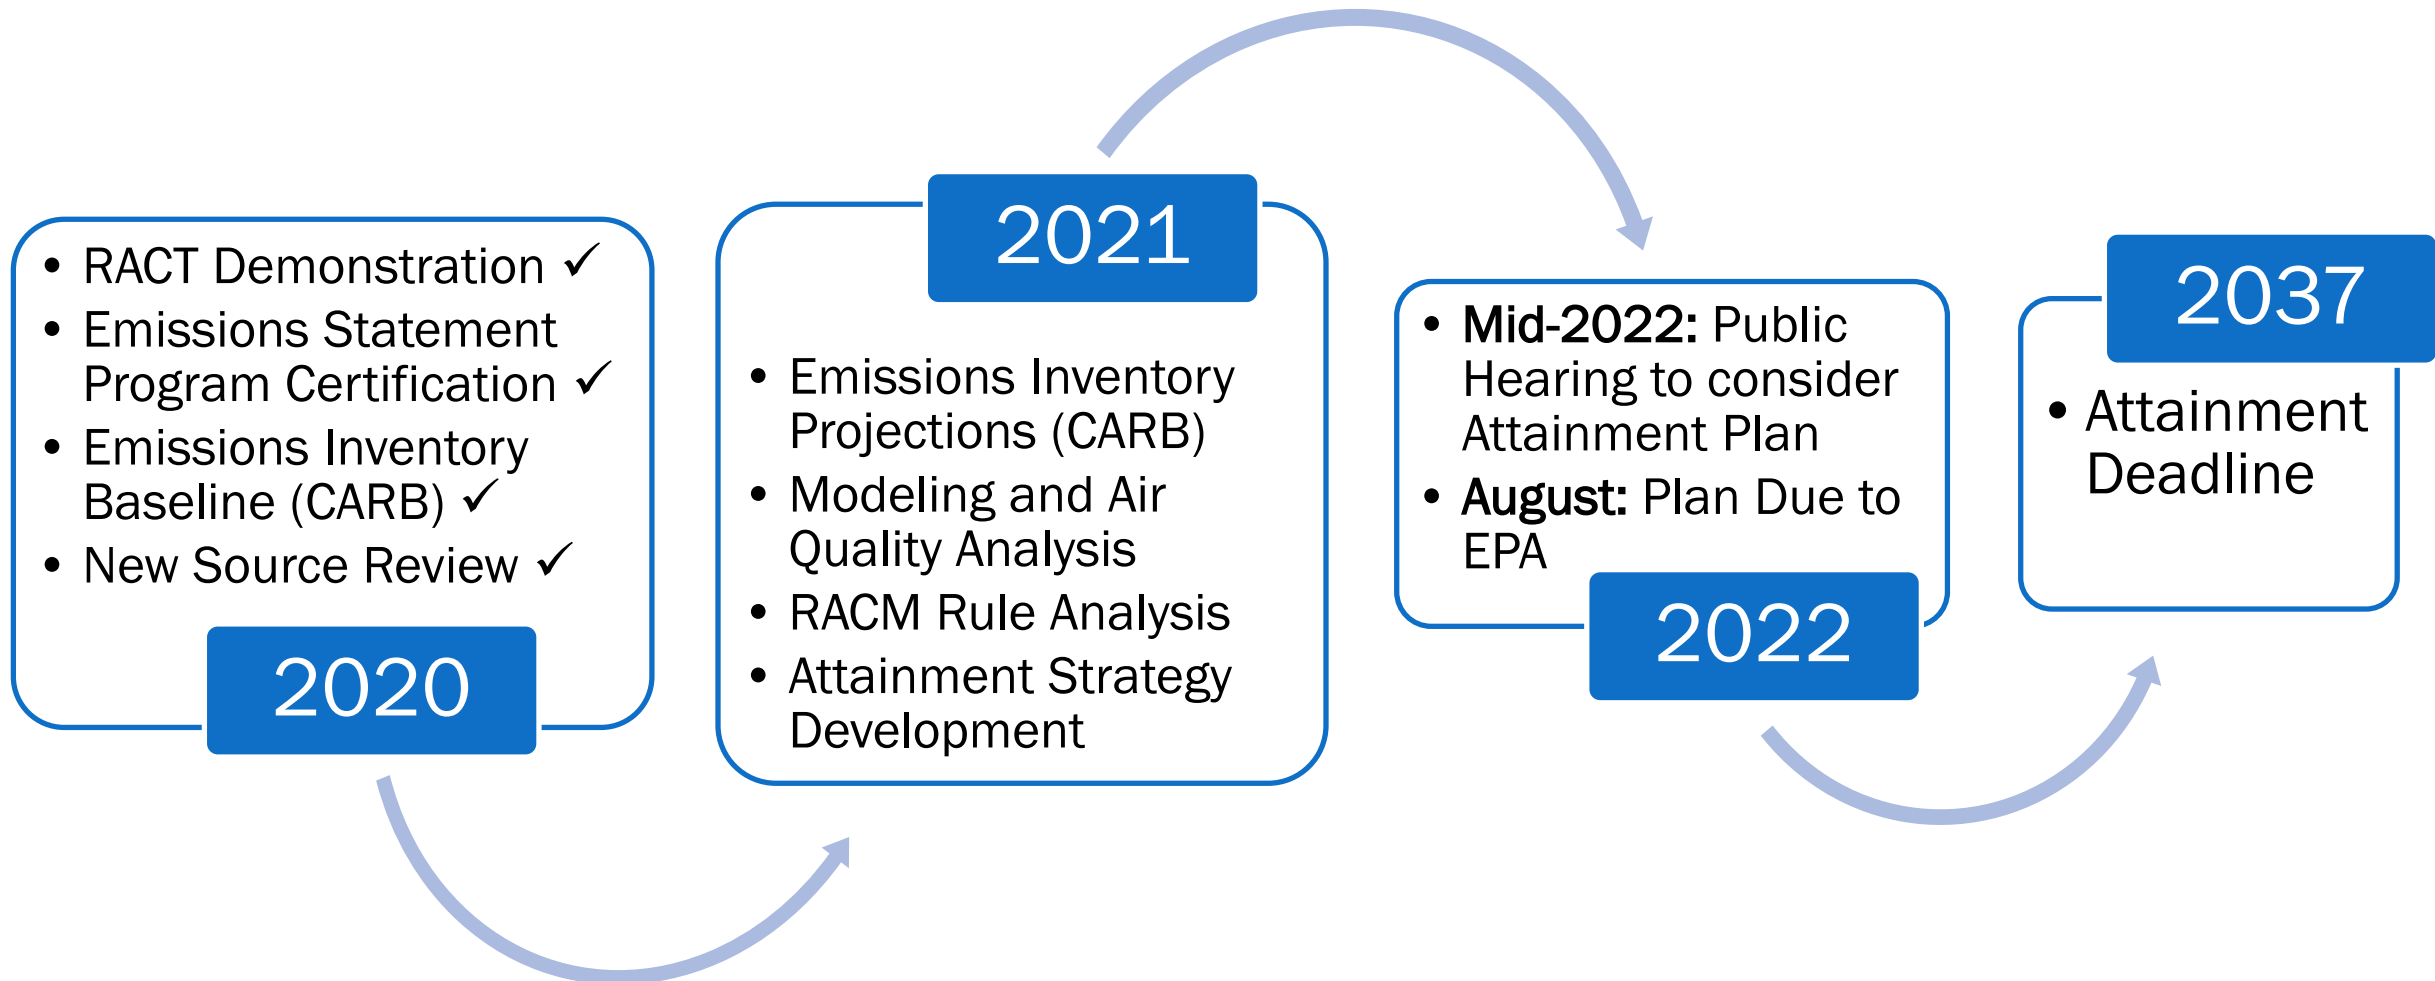 • RACT Demonstration ✓
• Emissions Statement
Program Certification ✓
• Emissions Inventory
Baseline (CARB) ✓
• New Source Review ✓
2020
2021
• Emissions Inventory
Projections (CARB)
• Modeling and Air
Quality Analysis
• RACM Rule Analysis
• Attainment Strategy
Development
• Mid-2022: Public
Hearing to consider
Attainment Plan
• August: Plan Due to
EPA
2022
2037
• Attainment
Deadline